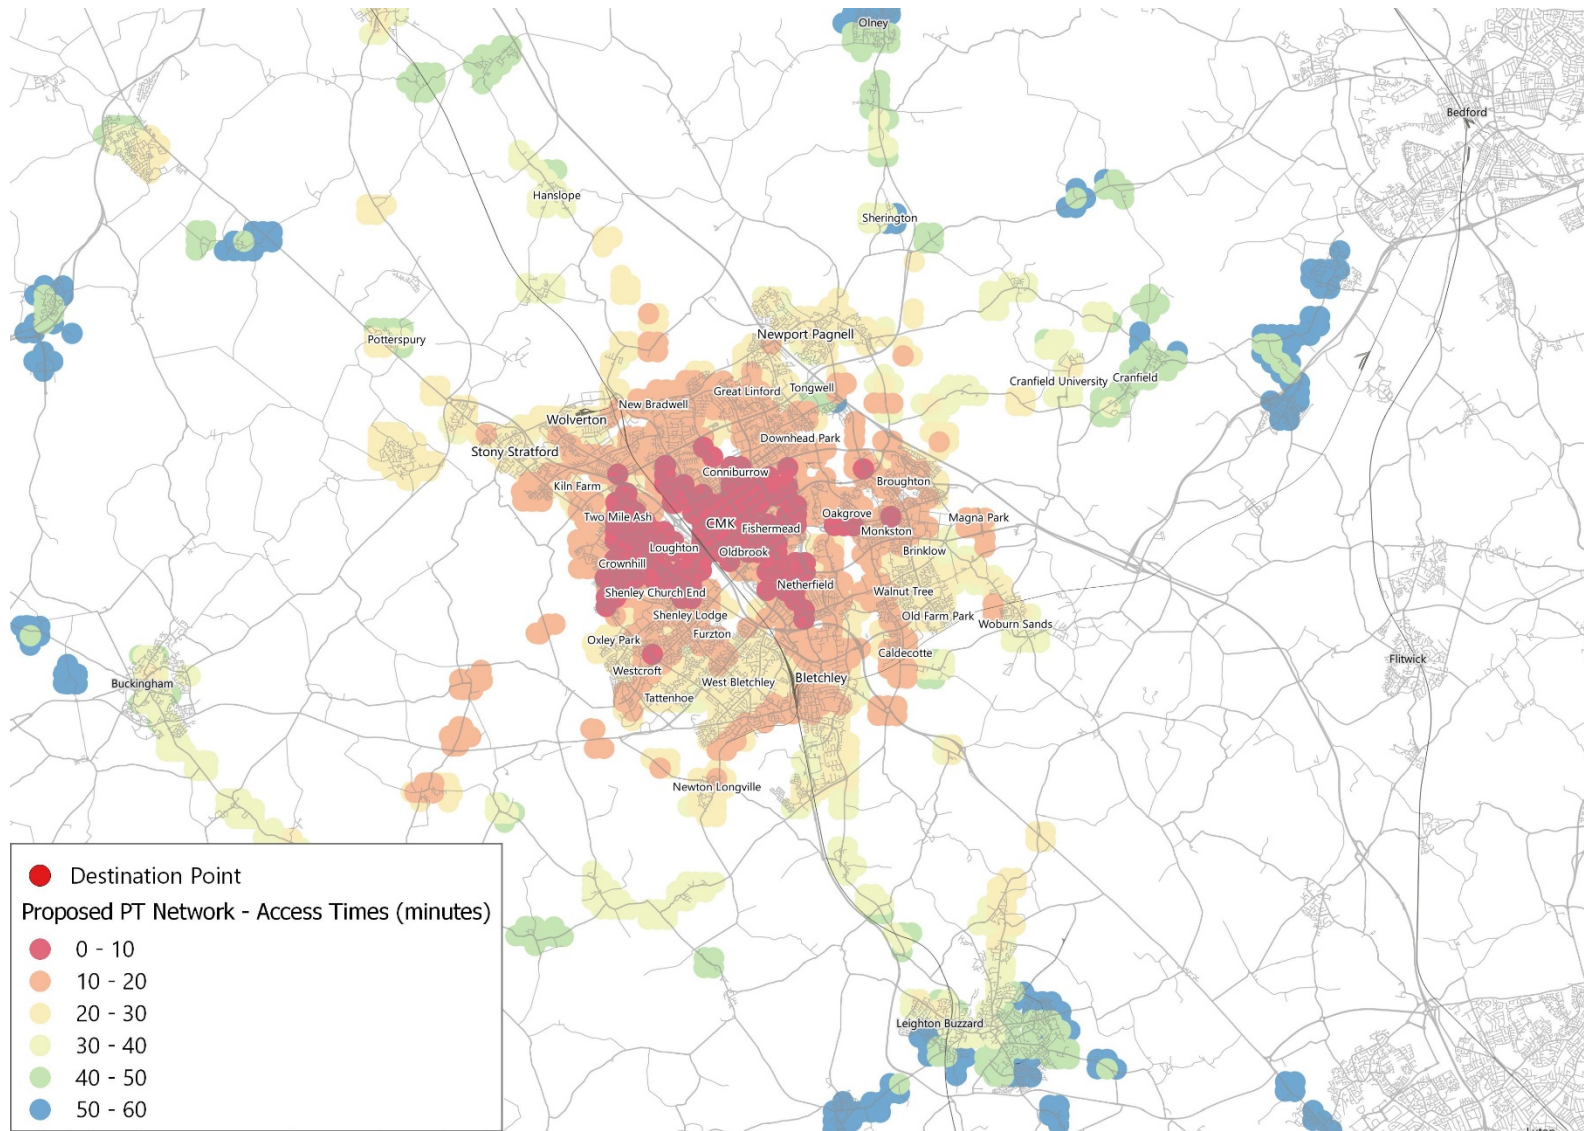 Olney
Bedford
Hanslope
Sherington
Potterspury
Newport Pagnell
Cranfield University
Cranfield
Great Linford
Tongwell
New Bradwell
Wolverton
Downhead Park
Stony Stratford
Conniburrow
Kiln Farm
Broughton
Two Mile Ash
CMK
Fishermead
Oakgrove
Magna Park
Monkston
Loughton
Oldbrook
Brinklow
Crownhill
Netherfield
Shenley Church End
Walnut Tree
Shenley Lodge
Old Farm Park
Woburn Sands
Furzton
Oxley Park
Caldecotte
Flitwick
Westcroft
Buckingham
West Bletchley
Bletchley
Tattenhoe
Newton Longville
Leighton Buzzard
Luton
Destination Point
Proposed PT Network - Access Times (minutes)
0 - 10
10 - 20
20 - 30
30 - 40
40 - 50
50 - 60